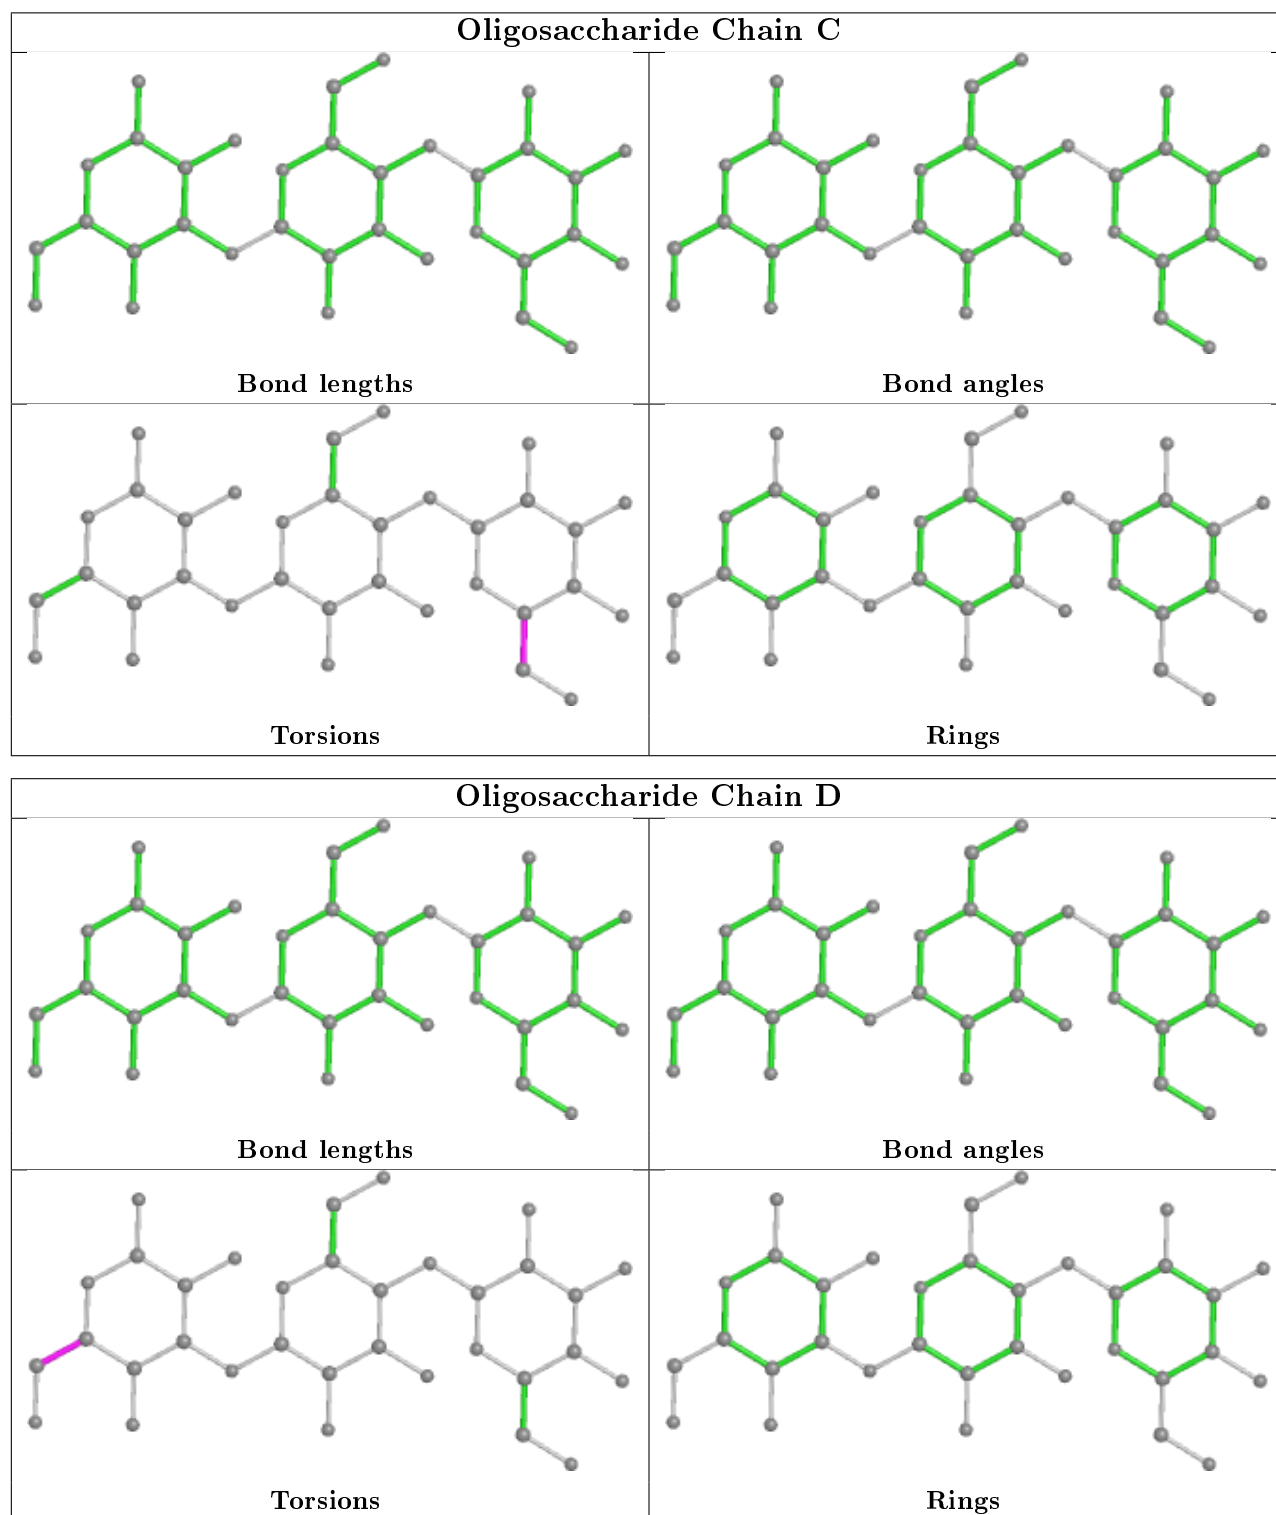 Oligosaccharide Chain C
Bond lengths
Bond angles
Torsions
Rings
Oligosaccharide Chain D
Bond lengths
Bond angles
Torsions
Rings